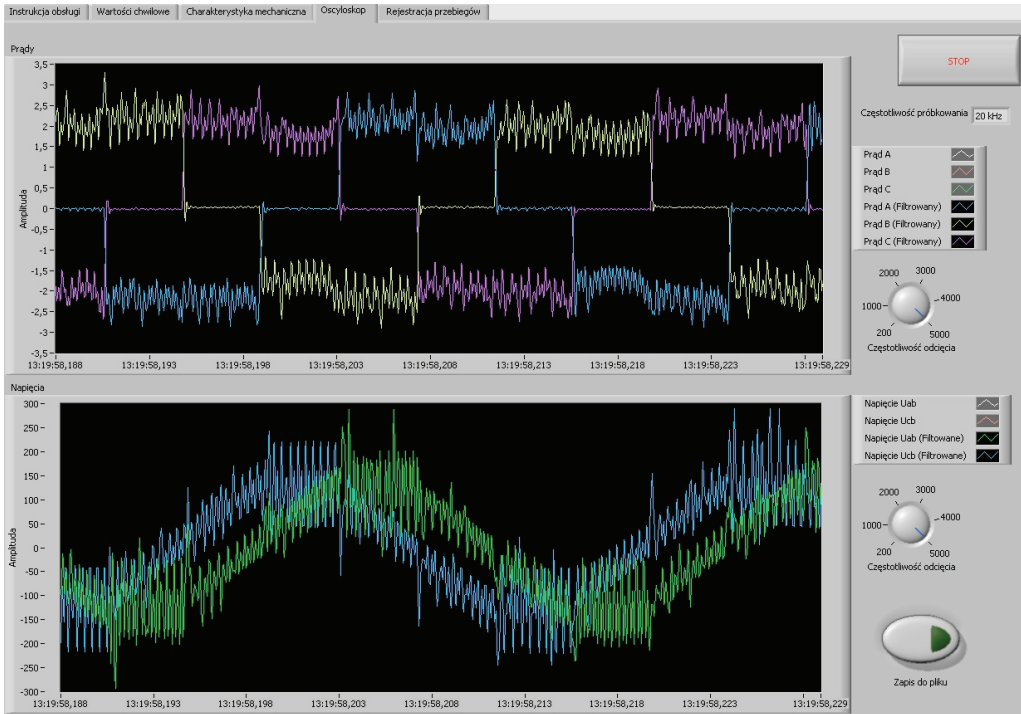 Instrukcja obsługi Wartości chwilowe Charakterystyka mechaniczna Oscyloskop Rejestracja przebiegów
Prądy
Amplituda
3,5
3
2,5
2
1,5
1
0,5
0
-0,5
-1
-1,5
-2
-2,5
-3
-3,5
13:19:58,188 13:19:58,193 13:19:58,198 13:19:58,203 13:19:58,208 13:19:58,213 13:19:58,218 13:19:58,223 13:19:58,229
STOP
Częstotliwość próbkowania 20 kHz
Prąd A
Prąd B
Prąd C
Prąd A (Filtrowany)
Prąd B (Filtrowany)
Prąd C (Filtrowany)
2000 3000
1000 4000
200 5000
Częstotliwość odcięcia
Napięcia
Amplituda
300
250
200
150
100
50
0
-50
-100
-150
-200
-250
-300
13:19:58,188 13:19:58,193 13:19:58,198 13:19:58,203 13:19:58,208 13:19:58,213 13:19:58,218 13:19:58,223 13:19:58,229
Napięcie Uab
Napięcie Ucb
Napięcie Uab (Filtowane)
Napięcie Ucb (Filtrowane)
2000 3000
1000 4000
200 5000
Częstotliwość odcięcia
Zapis do pliku